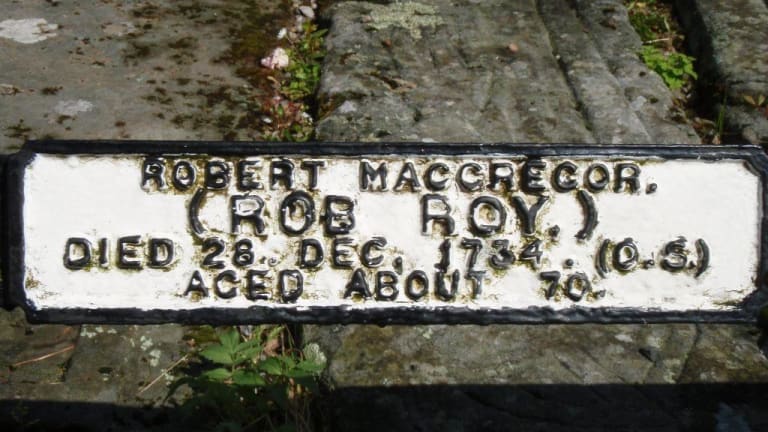 ROBERT MACGREGOR.
(ROB ROY.)
DIED 28. DEC. 1734. (O.S.)
AGED ABOUT 70.